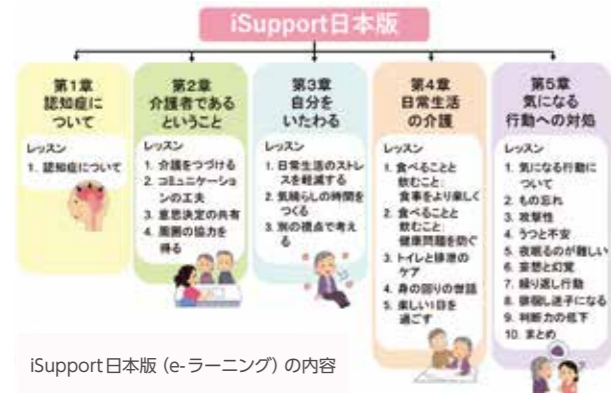 iSupport日本版
第1章
認知症に
ついて
レッスン
1. 認知症について
第2章
介護者である
ということ
レッスン
1. 介護をつづける
2. コミュニケーショ
ンの工夫
3. 意思決定の共有
4. 周囲の協力を
得る
第3章
自分を
いたわる
レッスン
1. 日常生活のストレ
スを軽減する
2. 気晴らしの時間を
つくる
3. 別の視点で考え
る
第4章
日常生活
の介護
レッスン
1. 食べることと
飲むこと:
食事をより楽しく
2. 食べることと
飲むこと:
健康問題を防ぐ
3. トイレと排泄の
ケア
4. 身の回りの世話
5. 楽しい1日を
過ごす
第5章
気になる
行動への対処
レッスン
1. 気になる行動に
ついて
2. もの忘れ
3. 攻撃性
4. うつと不安
5. 夜眠るのが難しい
6. 妄想と幻覚
7. 繰り返し行動
8. 徘徊し迷子になる
9. 判断力の低下
10. まとめ
iSupport日本版 (e-ラーニング) の内容